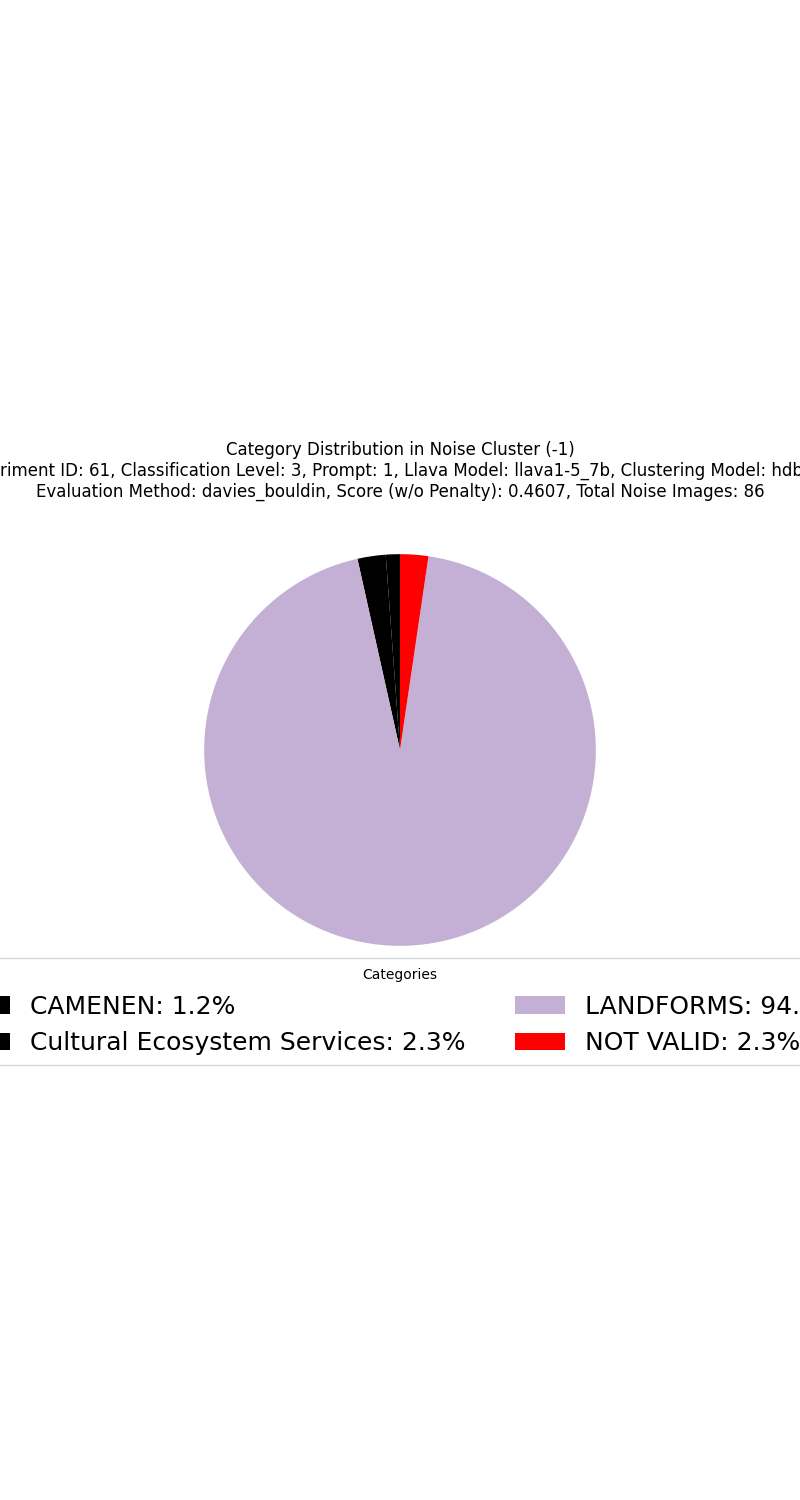 Category Distribution in Noise Cluster (-1)
riment ID: 61, Classification Level: 3, Prompt: 1, Llava Model: llava1-5_7b, Clustering Model: hdb
Evaluation Method: davies_bouldin, Score (w/o Penalty): 0.4607, Total Noise Images: 86
Categories
CAMENEN: 1.2%
Cultural Ecosystem Services: 2.3%
LANDFORMS: 94.
NOT VALID: 2.3%